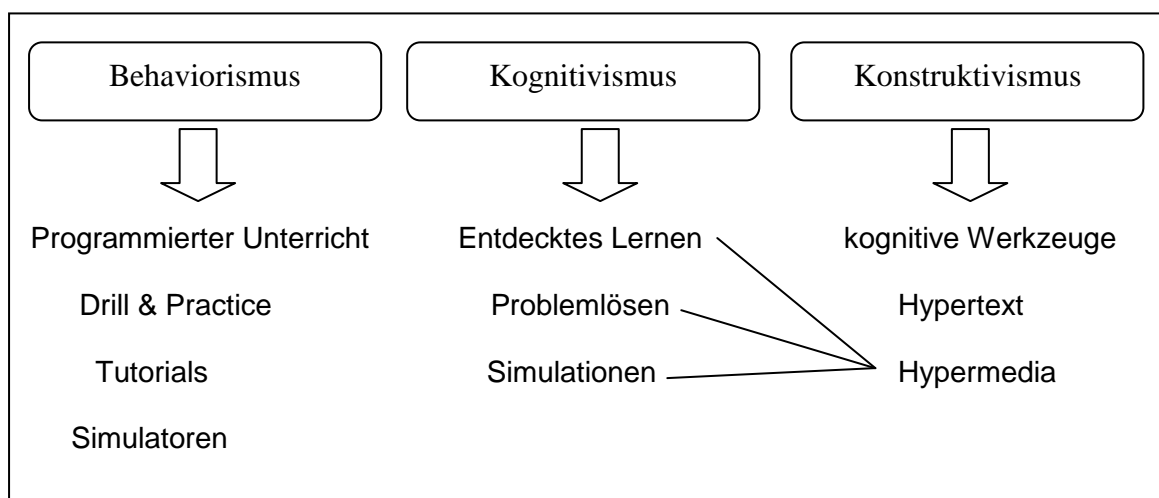 Behaviorismus
Kognitivismus
Konstruktivismus
Programmierter Unterricht
Entdecktes Lernen
kognitive Werkzeuge
Drill & Practice
Problemlösen
Hypertext
Tutorials
Simulationen
Hypermedia
Simulatoren